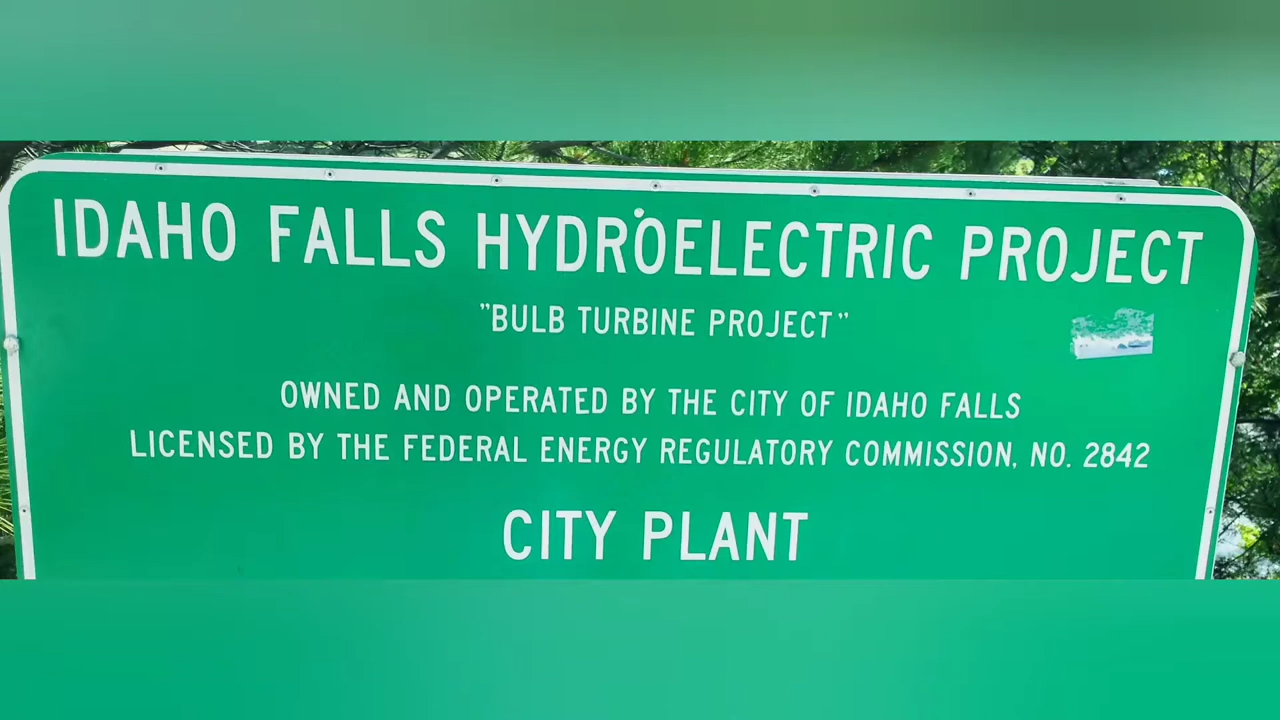 IDAHO FALLS HYDROELECTRIC PROJECT
"BULB TURBINE PROJECT"
OWNED AND OPERATED BY THE CITY OF IDAHO FALLS
LICENSED BY THE FEDERAL ENERGY REGULATORY COMMISSION, NO. 2842
CITY PLANT